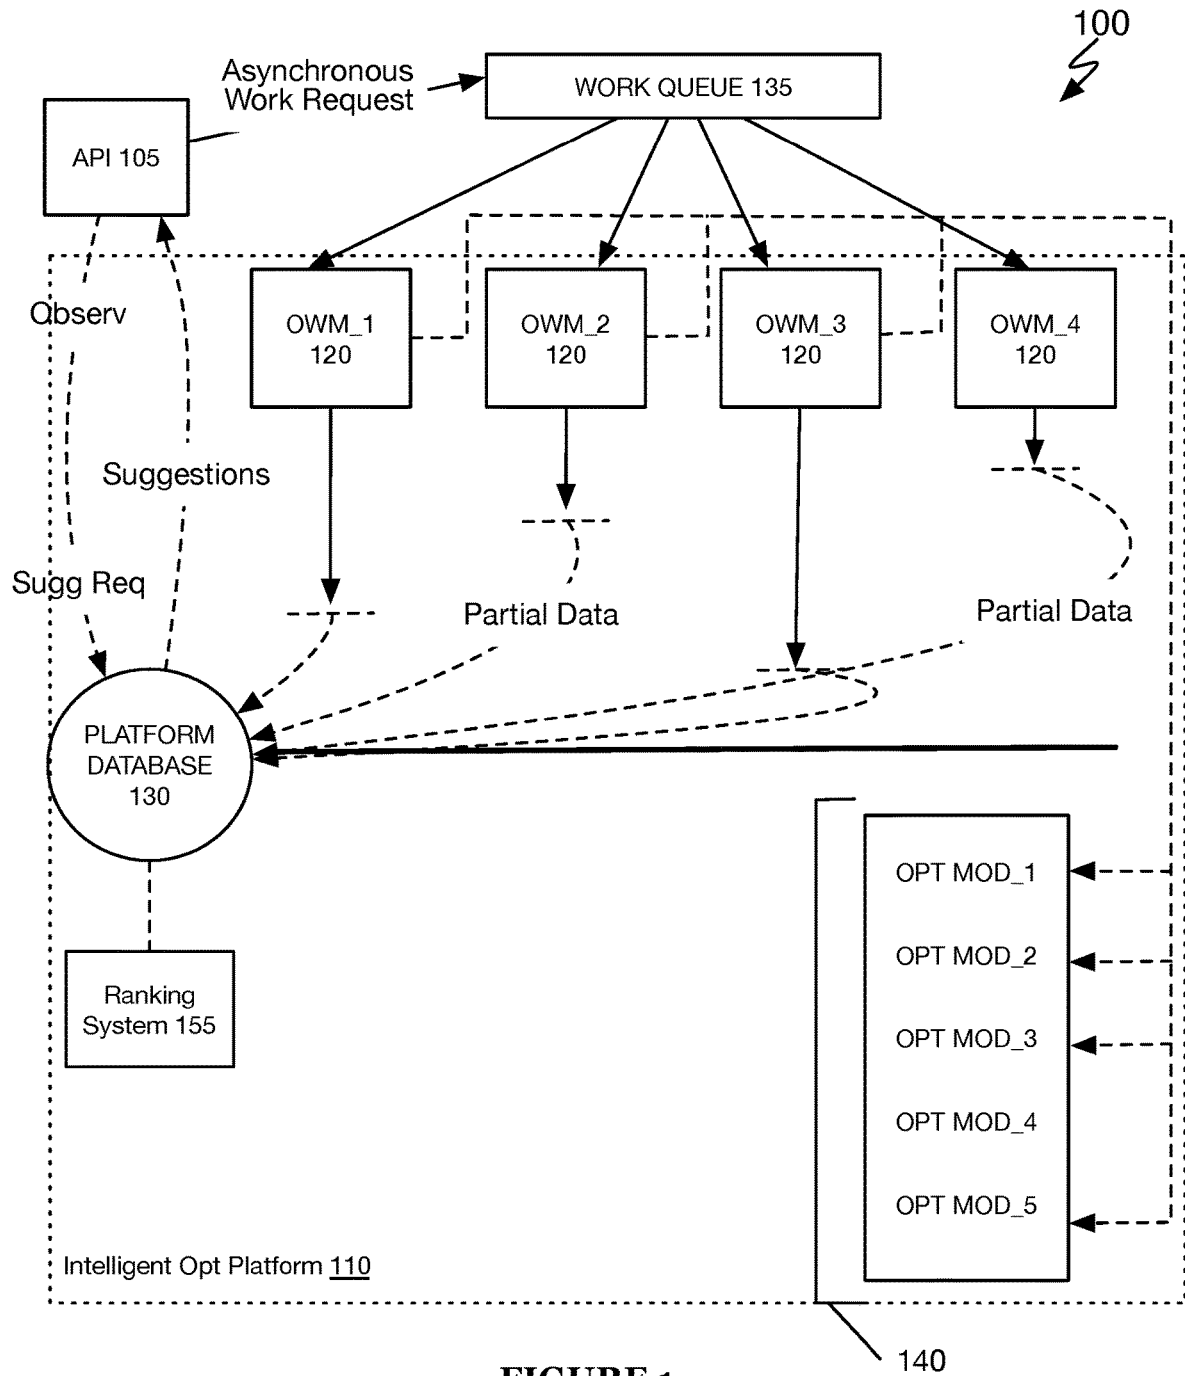 100
Asynchronous
Work Request
WORK QUEUE 135
API 105
Observ
OWM_1
120
OWM_2
120
OWM_3
120
OWM_4
120
Suggestions
Sugg Req
Partial Data
Partial Data
PLATFORM
DATABASE
130
OPT MOD_1
OPT MOD_2
OPT MOD_3
OPT MOD_4
OPT MOD_5
Ranking
System 155
Intelligent Opt Platform 110
140
FIGURE 1